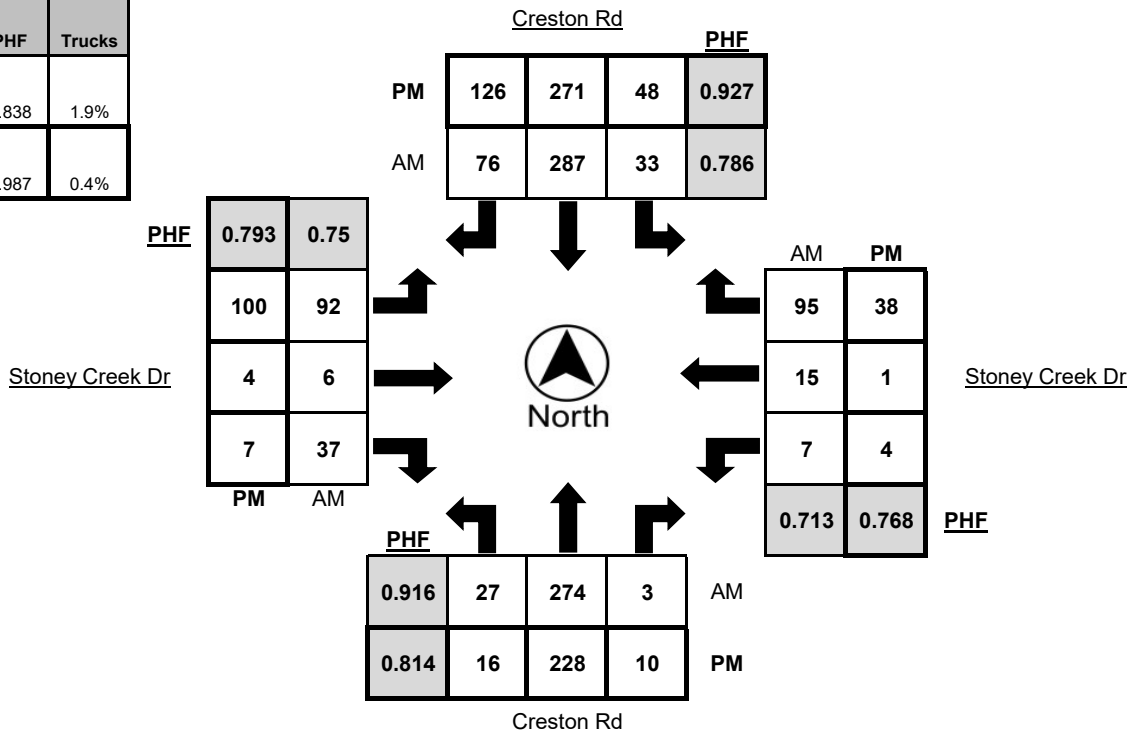 Trucks
1.9%
0.4%
Creston Rd
PHF
PM 126 271 48 0.927
AM 76 287 33 0.786
PHF 0.793 0.75
100 92
Stoney Creek Dr 4 6
7 37
PM AM
North
AM PM
95 38
15 1 Stoney Creek Dr
7 4
0.713 0.768 PHF
PHF
0.916 27 274 3 AM
0.814 16 228 10 PM
Creston Rd